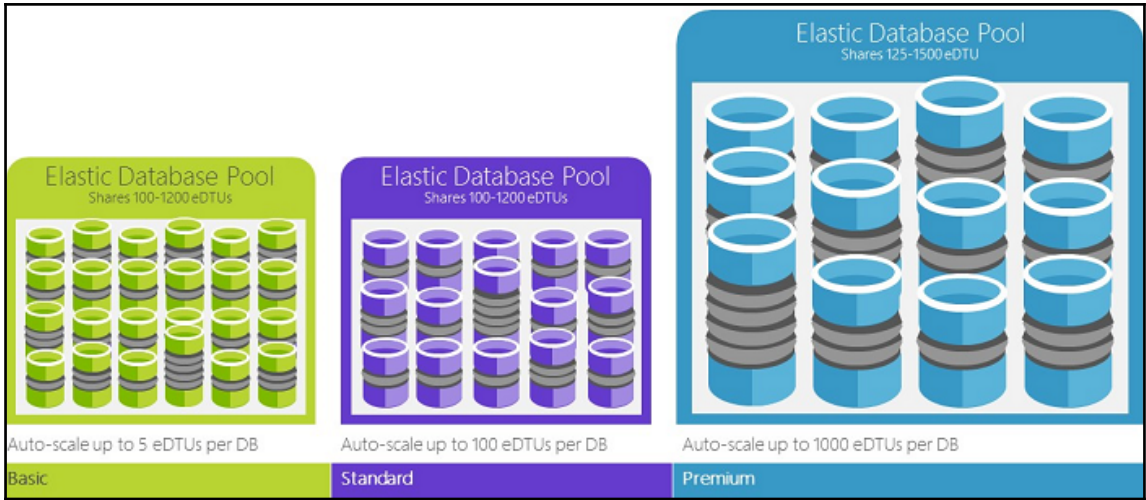 Elastic Database Pool
Shares 100-1200 eDTUs
Auto-scale up to 5 eDTUs per DB
Basic
Elastic Database Pool
Shares 100-1200 eDTUs
Auto-scale up to 100 eDTUs per DB
Standard
Elastic Database Pool
Shares 125-1500 eDTU
Auto-scale up to 1000 eDTUs per DB
Premium